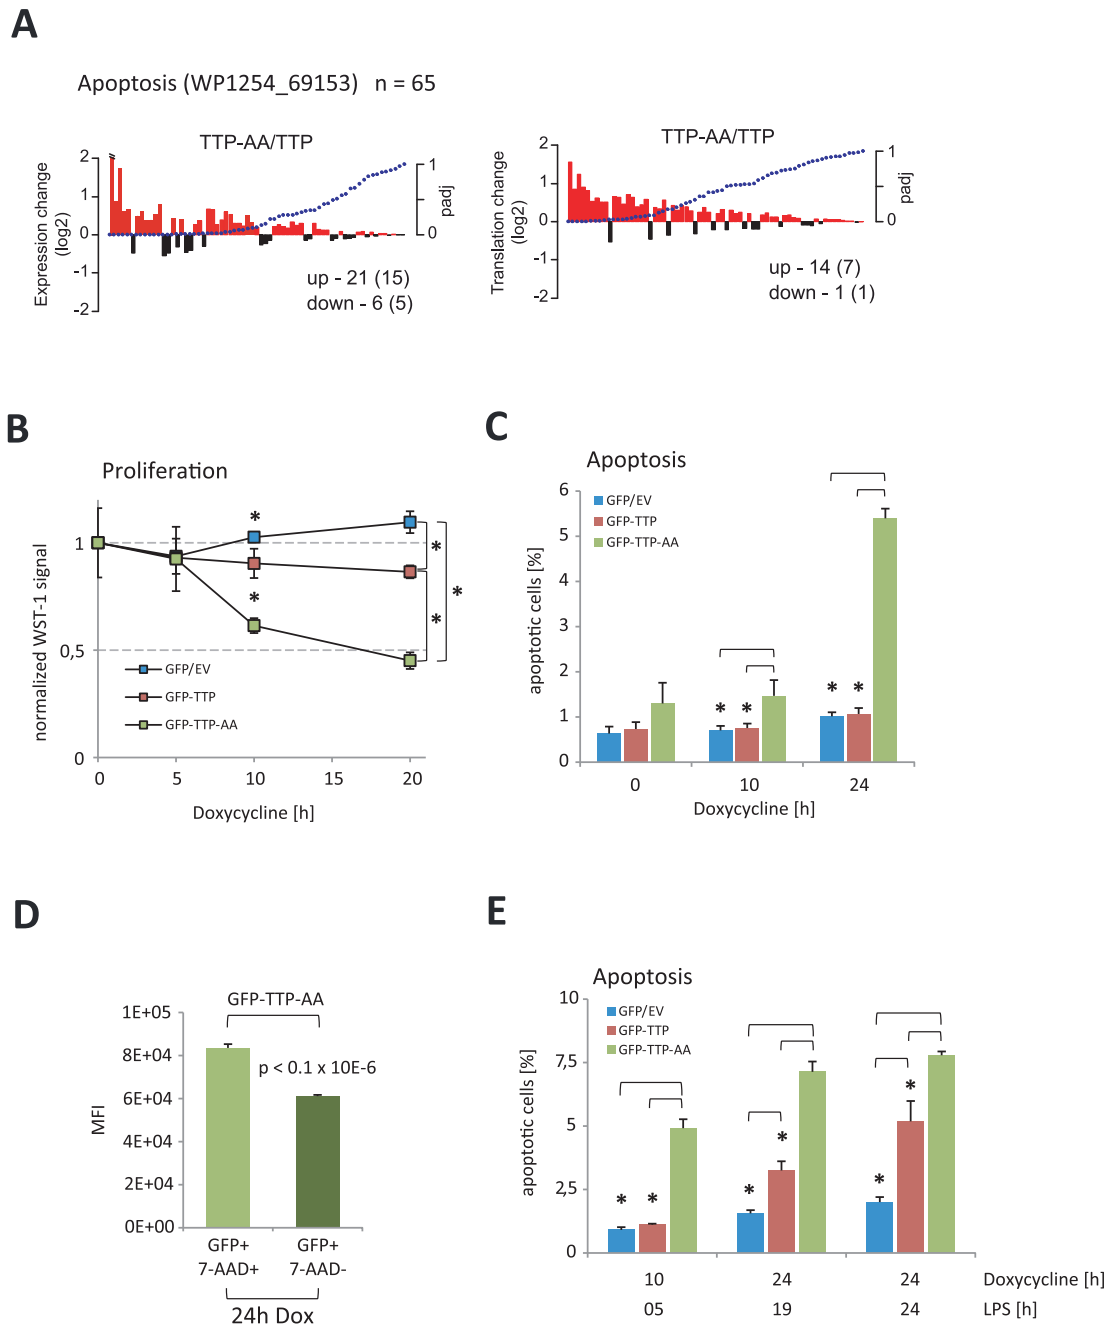 A
Apoptosis (WP1254_69153) n = 65
TTP-AA/TTP
Expression change
(log2)
2
1
0
-1
-2
1
0
padj
up - 21 (15)
down - 6 (5)
TTP-AA/TTP
Translation change
(log2)
2
1
0
-1
-2
1
0
padj
up - 14 (7)
down - 1 (1)
B
Proliferation
normalized WST-1 signal
1
0,5
0
*
*
*
*
*
GFP/EV
GFP-TTP
GFP-TTP-AA
0 5 10 15 20
Doxycycline [h]
C
Apoptosis
GFP/EV
GFP-TTP
GFP-TTP-AA
apoptotic cells [%]
6
5
4
3
2
1
0
* *
* *
0 10 24
Doxycycline [h]
D
GFP-TTP-AA
p < 0.1 x 10E-6
MFI
1E+05
8E+04
6E+04
4E+04
2E+04
0E+00
GFP+ GFP+
7-AAD+ 7-AAD-
24h Dox
E
Apoptosis
GFP/EV
GFP-TTP
GFP-TTP-AA
apoptotic cells [%]
10
7,5
5
2,5
0
* *
* *
* *
10 24 24 Doxycycline [h]
05 19 24 LPS [h]